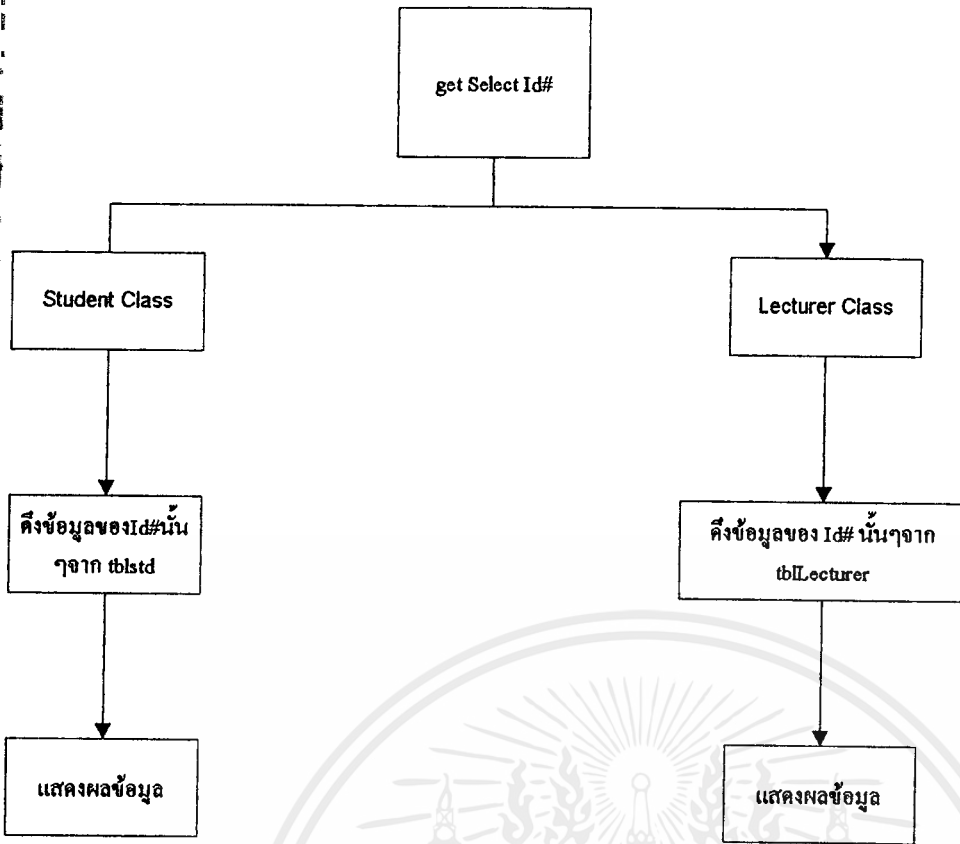 get Select Id#
Student Class
Lecturer Class
ดึงข้อมูลของId#นั้น
ๆจาก tblstd
ดึงข้อมูลของ Id# นั้นๆจาก
tblLecturer
แสดงผลข้อมูล
แสดงผลข้อมูล